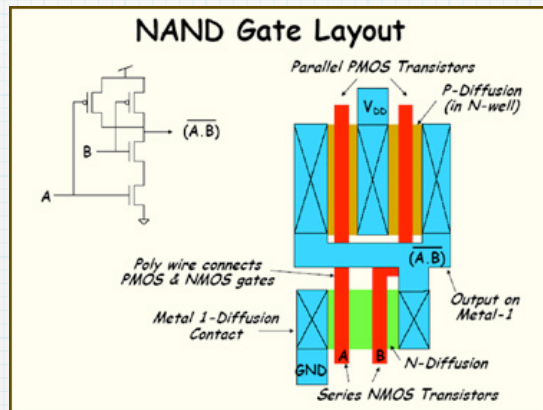 NAND Gate Layout
Parallel PMOS Transistors
P-Diffusion
(in N-well)
VDD
(A.B)
B
A
(A.B)
Poly wire connects
PMOS & NMOS gates
Output on
Metal-1
Metal 1-Diffusion
Contact
A
B
N-Diffusion
GND
Series NMOS Transistors